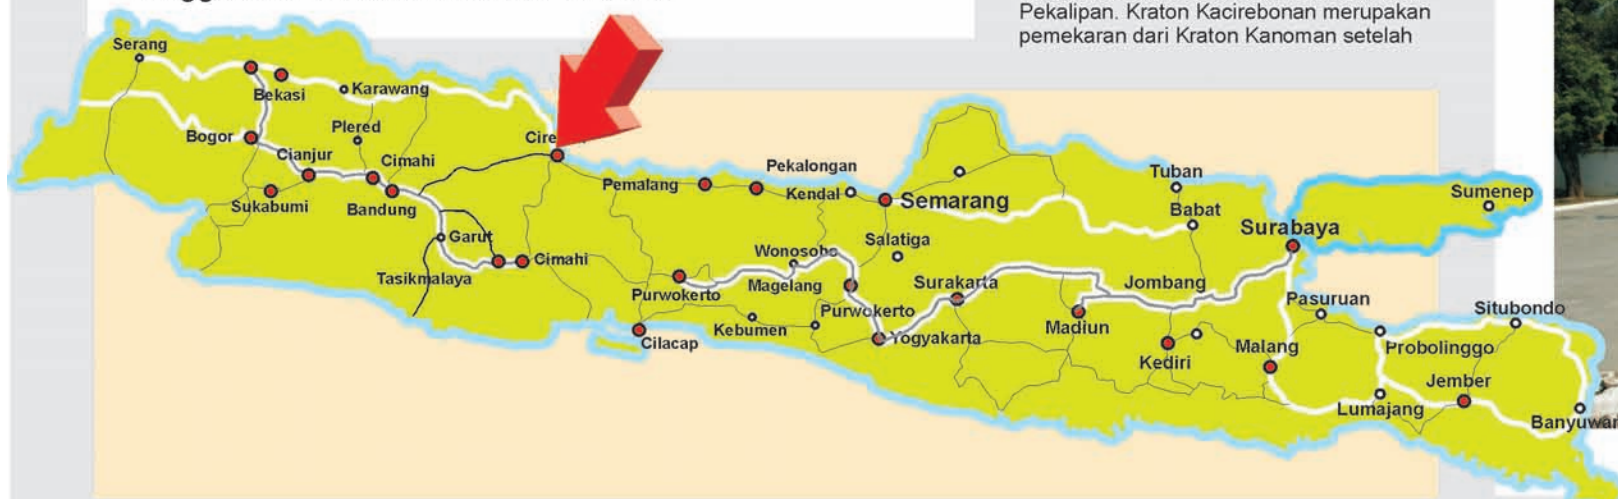 Pekalipan. Kraton Kacirebonan merupakan
pemekaran dari Kraton Kanoman setelah
Serang
Bekasi
Karawang
Plered
Bogor
Cianjur
Cimahi
Sukabumi
Bandung
Garut
Tasikmalaya
Cimahi
Cire
Pemalang
Pekalongan
Kendal
Semarang
Salatiga
Wonosobo
Magelang
Purwokerto
Purwokerto
Surakarta
Kebumen
Cilacap
Yogyakarta
Tuban
Babat
Surabaya
Sumenep
Jombang
Madiun
Kediri
Malang
Pasuruan
Situbondo
Probolinggo
Jember
Lumajang
Banyuwan